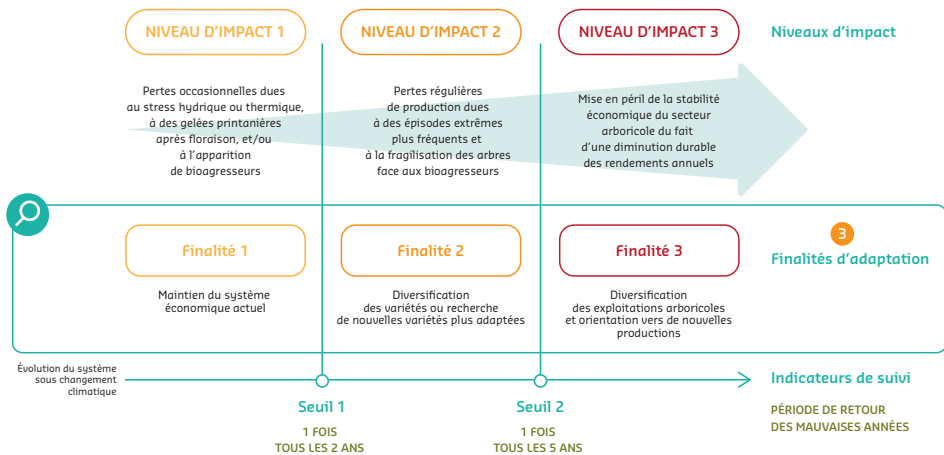 NIVEAU D'IMPACT 1
NIVEAU D'IMPACT 2
NIVEAU D'IMPACT 3
Niveaux d'impact
Pertes occasionnelles dues
au stress hydrique ou thermique,
à des gelées printanières
après floraison, et/ou
à l'apparition
de bioagresseurs
Pertes régulières
de production dues
à des épisodes extrêmes
plus fréquents et
à la fragilisation des arbres
face aux bioagresseurs
Mise en péril de la stabilité
économique du secteur
arboricole du fait
d'une diminution durable
des rendements annuels
Finalité 1
Finalité 2
Finalité 3
3
Finalités d'adaptation
Maintien du système
économique actuel
Diversification
des variétés ou recherche
de nouvelles variétés plus adaptées
Diversification
des exploitations arboricoles
et orientation vers de nouvelles
productions
Évolution du système
sous changement
climatique
Indicateurs de suivi
Seuil 1
1 FOIS
TOUS LES 2 ANS
Seuil 2
1 FOIS
TOUS LES 5 ANS
PÉRIODE DE RETOUR
DES MAUVAISES ANNÉES